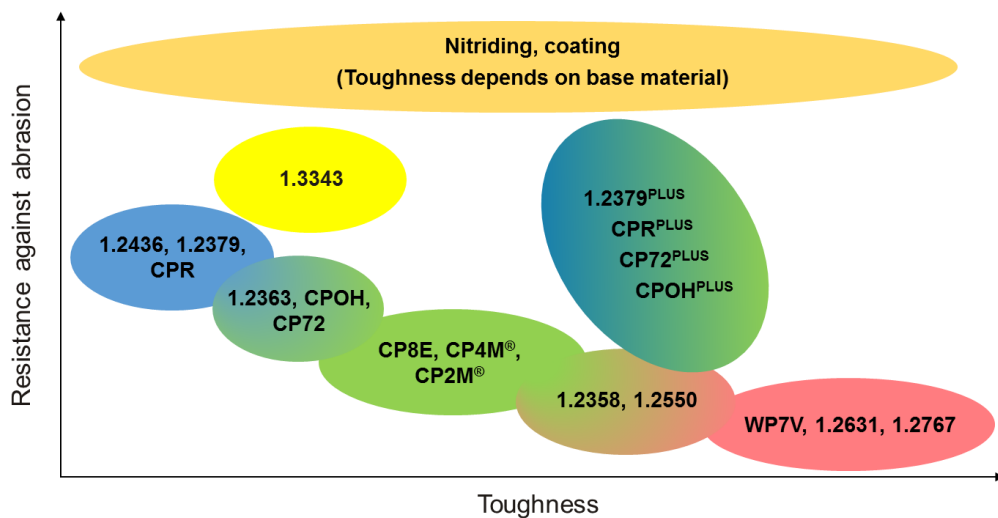 Resistance against abrasion
Nitriding, coating
(Toughness depends on base material)
1.3343
1.2379PLUS
CPRPLUS
CP72PLUS
CPOHPLUS
1.2436, 1.2379,
CPR
1.2363, CPOH,
CP72
CP8E, CP4M®,
CP2M®
1.2358, 1.2550
WP7V, 1.2631, 1.2767
Toughness